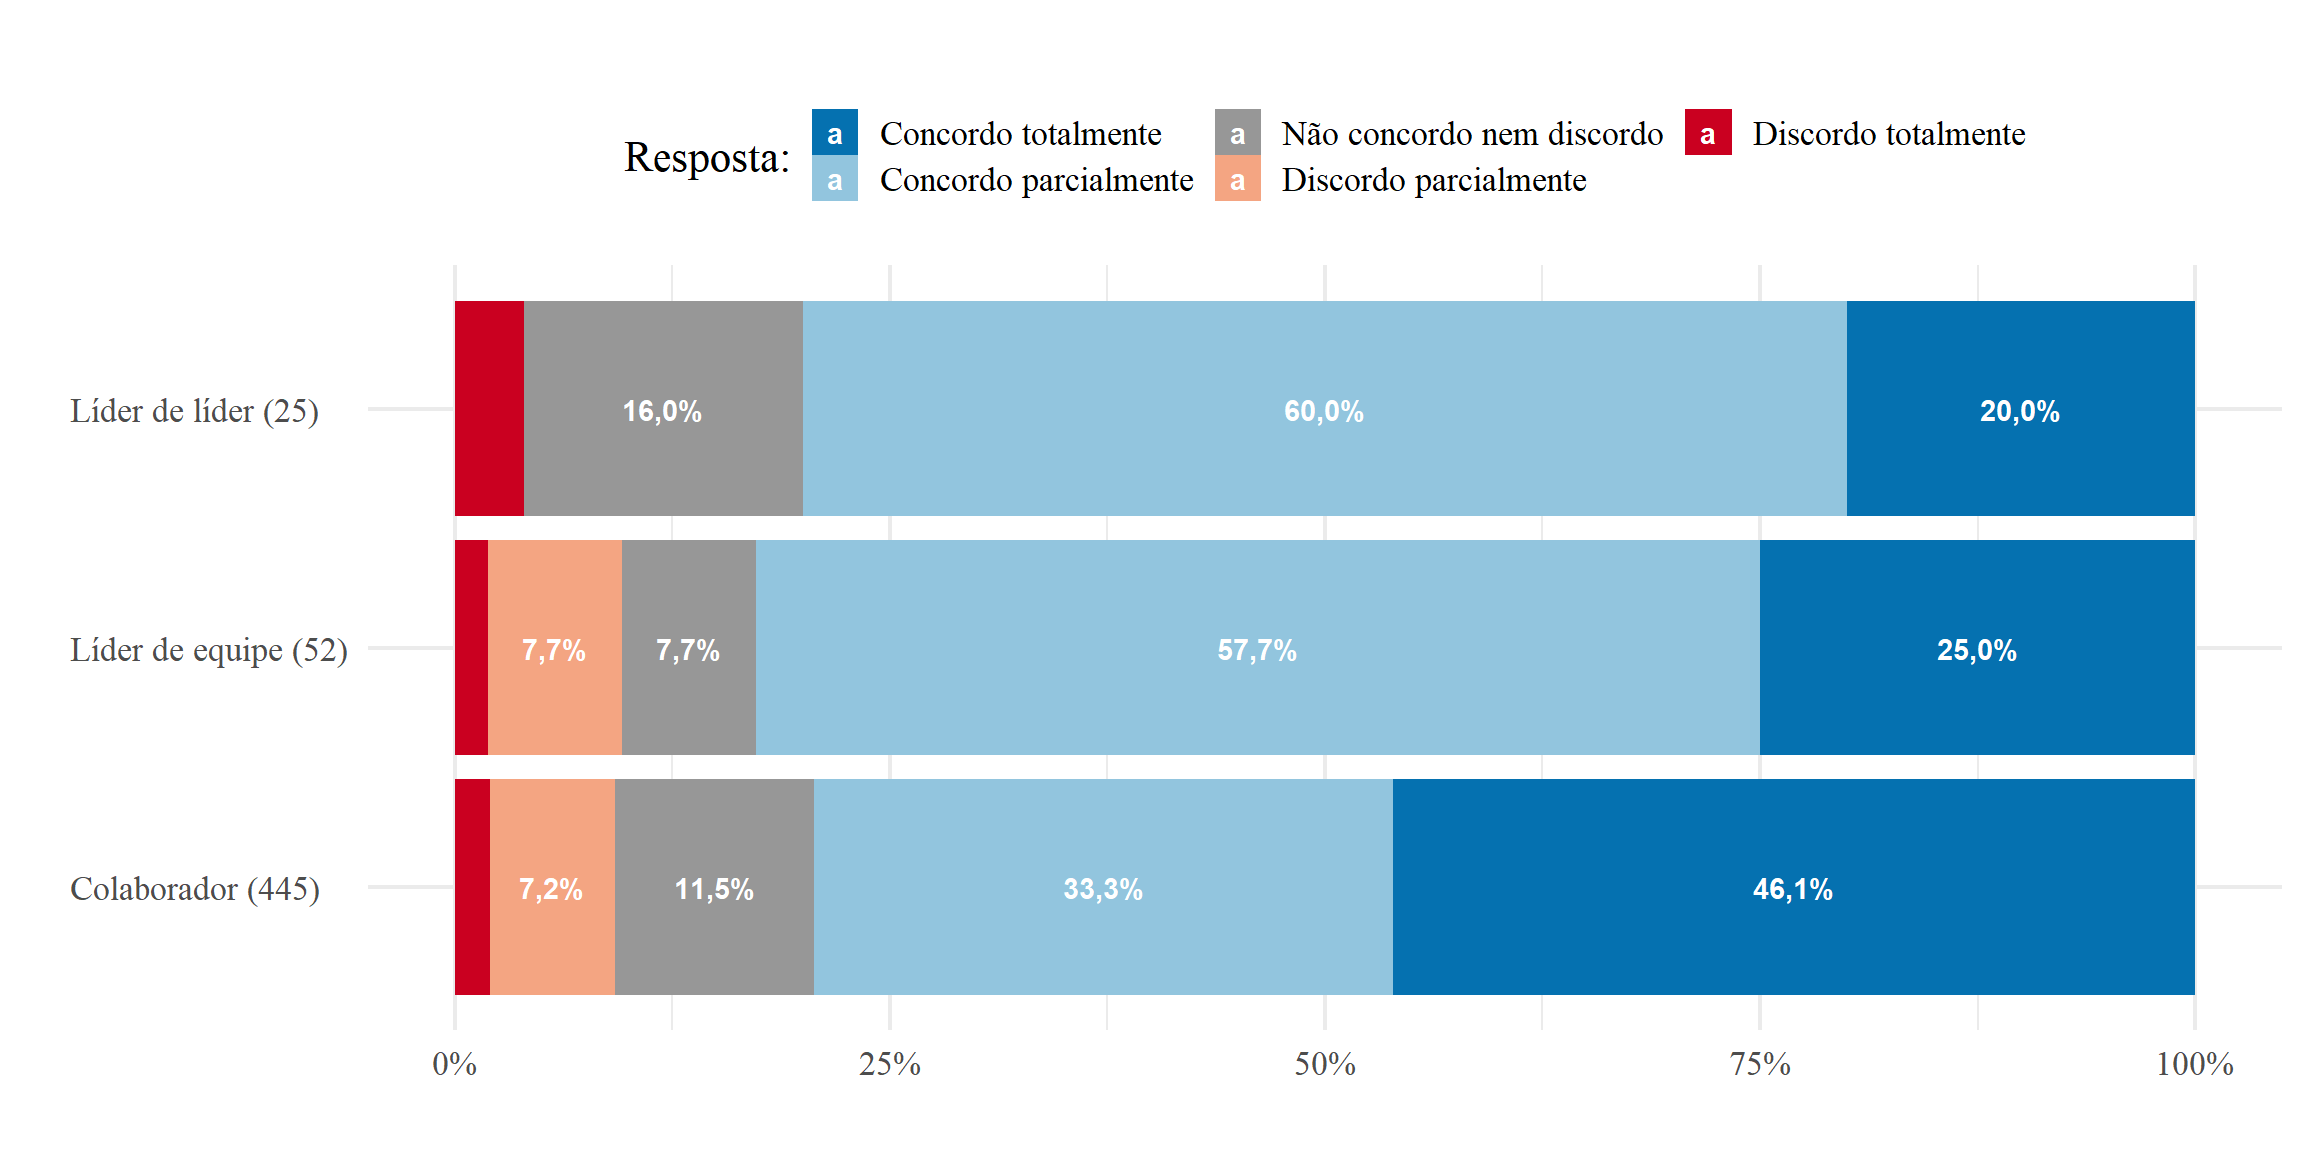 Resposta:
a Concordo totalmente
a Concordo parcialmente
a Não concordo nem discordo
a Discordo parcialmente
a Discordo totalmente
Líder de líder (25)
16,0% 60,0% 20,0%
Líder de equipe (52)
7,7% 7,7% 57,7% 25,0%
Colaborador (445)
7,2% 11,5% 33,3% 46,1%
0% 25% 50% 75% 100%